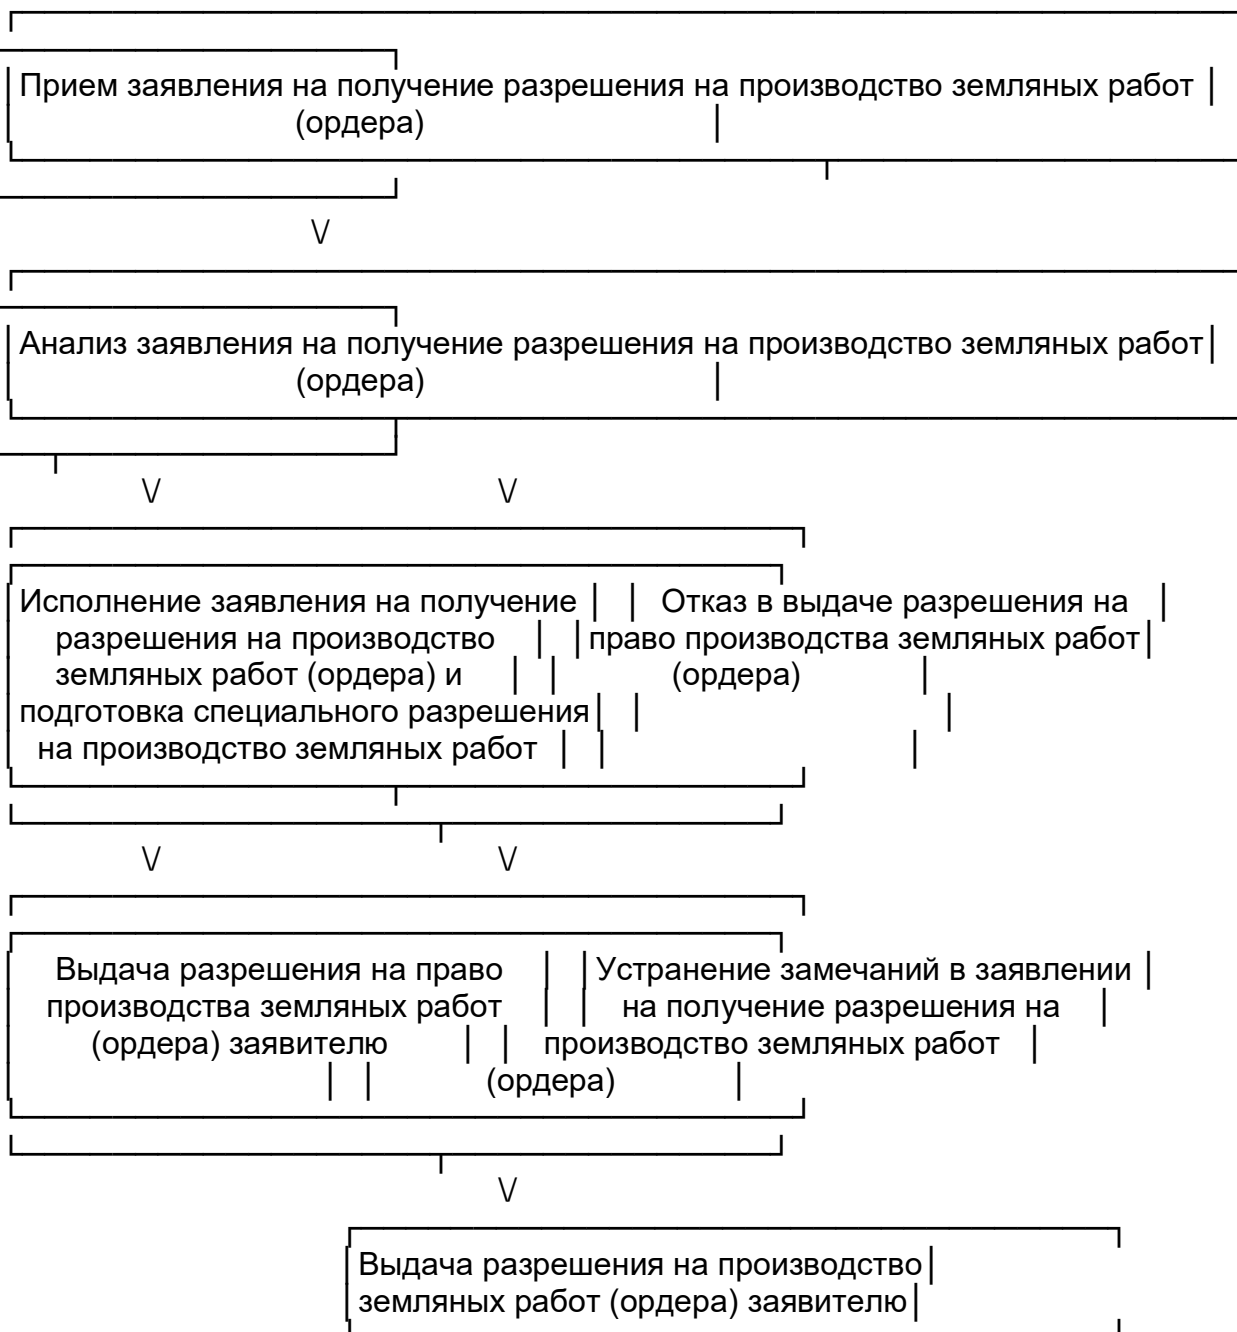 Прием заявления на получение разрешения на производство земляных работ
(ордера)
\/
Анализ заявления на получение разрешения на производство земляных работ
(ордера)
\/ \/
Исполнение заявления на получение Отказ в выдаче разрешения на
разрешения на производство право производства земляных работ
земляных работ (ордера) и (ордера)
подготовка специального разрешения
на производство земляных работ
\/ \/
Выдача разрешения на право Устранение замечаний в заявлении
производства земляных работ на получение разрешения на
(ордера) заявителю производство земляных работ
(ордера)
\/
Выдача разрешения на производство
земляных работ (ордера) заявителю